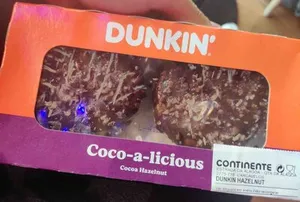 DUNKIN'
Coco-a-licious
Cocoa Hazelnut
CONTINENTE
DUNKIN HAZELNUT